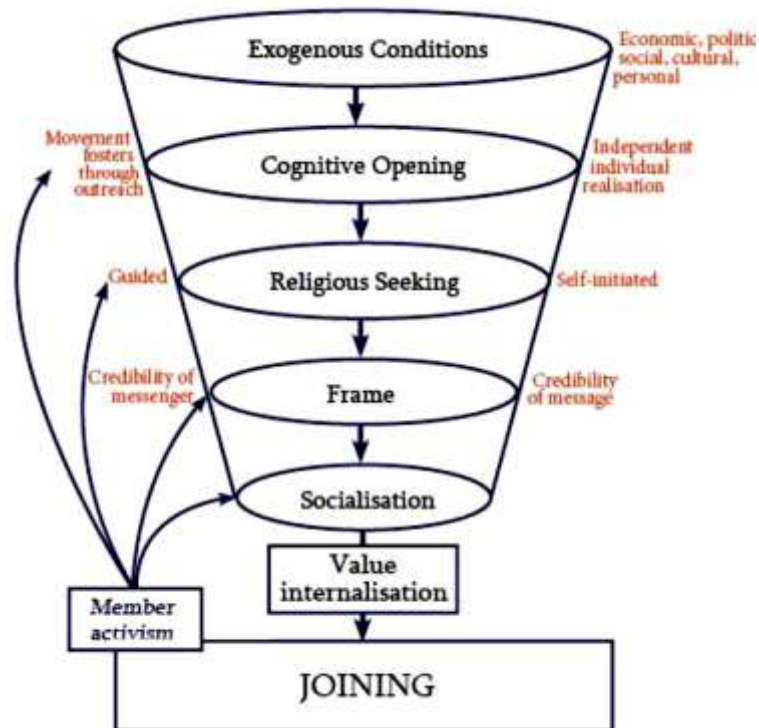 Exogenous Conditions
Economic, politic
social, cultural,
personal
Movement
fosters
through
outreach
Cognitive Opening
Independent
individual
realisation
Guided
Religious Seeking
Self-initiated
Credibility of
messenger
Frame
Credibility
of message
Socialisation
Value
internalisation
Member
activism
JOINING